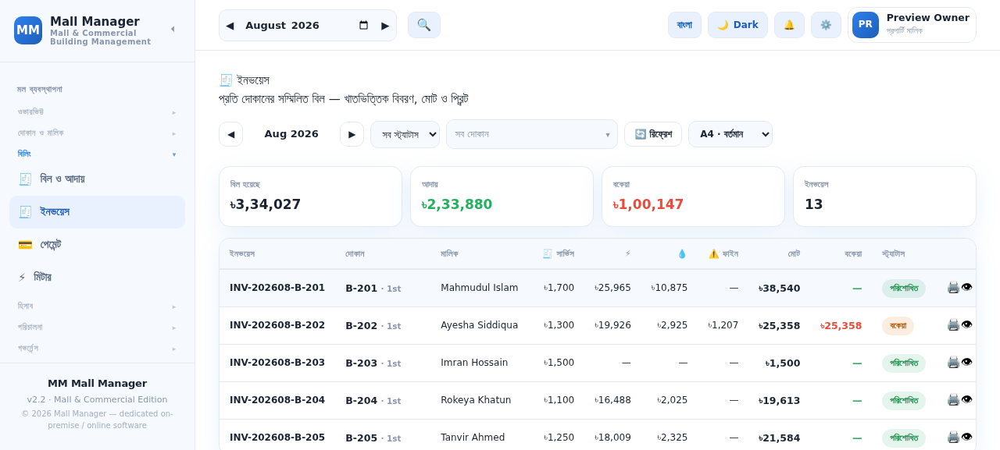 MM
Mall Manager
Mall & Commercial
Building Management
মল ব্যবস্থাপনা
ওভারভিউ
দোকান ও মালিক
বিলিং
🧾 বিল ও আদায়
🧾 ইনভয়েস
💳 পেমেন্ট
⚡ মিটার
হিসাব
পরিচালনা
গভর্নেন্স
MM Mall Manager
v2.2 · Mall & Commercial Edition
© 2026 Mall Manager — dedicated on-
premise / online software
◀ August 2026 ▶ 🔍
বাংলা
🌙 Dark
🔔
⚙️
PR
Preview Owner
প্রপার্টি মালিক
🧾 ইনভয়েস
প্রতি দোকানের সম্মিলিত বিল — খাতভিত্তিক বিবরণ, মোট ও প্রিন্ট
◀ Aug 2026 ▶ সব স্ট্যাটাস সব দোকান ▾ 🔄 রিফ্রেশ A4 · বর্তমান
বিল হয়েছে
৳3,34,027
আদায়
৳2,33,880
বকেয়া
৳1,00,147
ইনভয়েস
13
ইনভয়েস দোকান মালিক 🧾 সার্ভিস ⚡ 💧 ⚠️ ফাইন মোট বকেয়া স্ট্যাটাস
INV-202608-B-201 B-201 · 1st Mahmudul Islam ৳1,700 ৳25,965 ৳10,875 — ৳38,540 — পরিশোধিত
INV-202608-B-202 B-202 · 1st Ayesha Siddiqua ৳1,300 ৳19,926 ৳2,925 ৳1,207 ৳25,358 ৳25,358 বকেয়া
INV-202608-B-203 B-203 · 1st Imran Hossain ৳1,500 — — — ৳1,500 — পরিশোধিত
INV-202608-B-204 B-204 · 1st Rokeya Khatun ৳1,100 ৳16,488 ৳2,025 — ৳19,613 — পরিশোধিত
INV-202608-B-205 B-205 · 1st Tanvir Ahmed ৳1,250 ৳18,009 ৳2,325 — ৳21,584 — পরিশোধিত